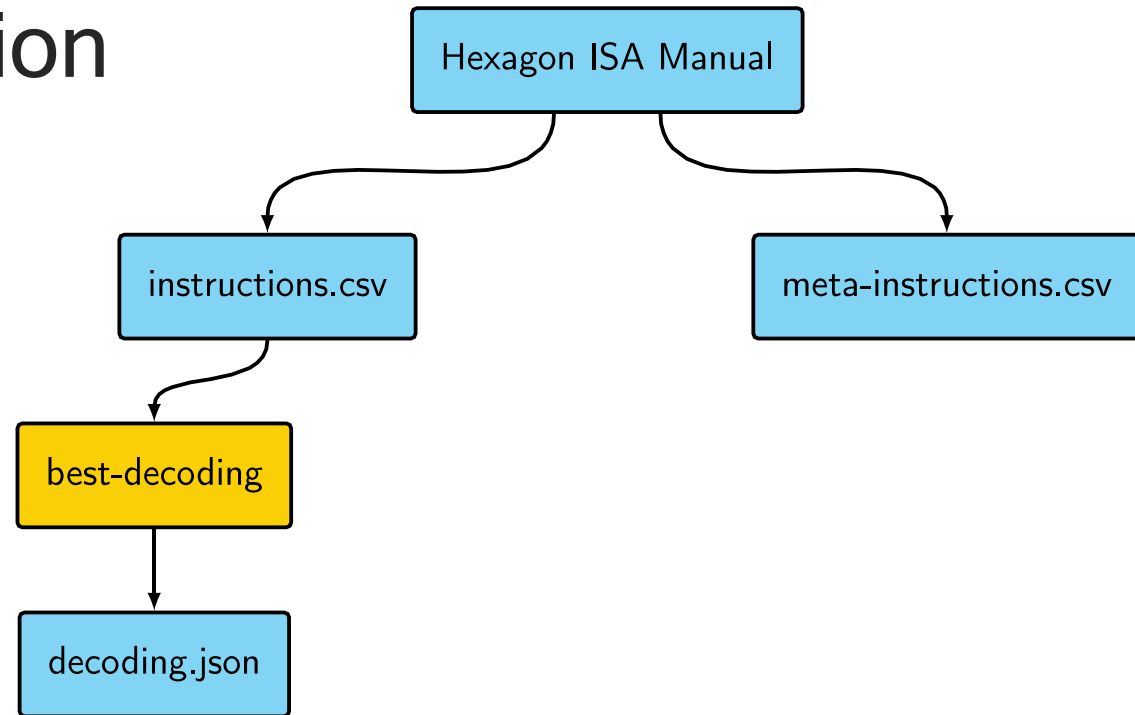 ion
Hexagon ISA Manual
instructions.csv
meta-instructions.csv
best-decoding
decoding.json